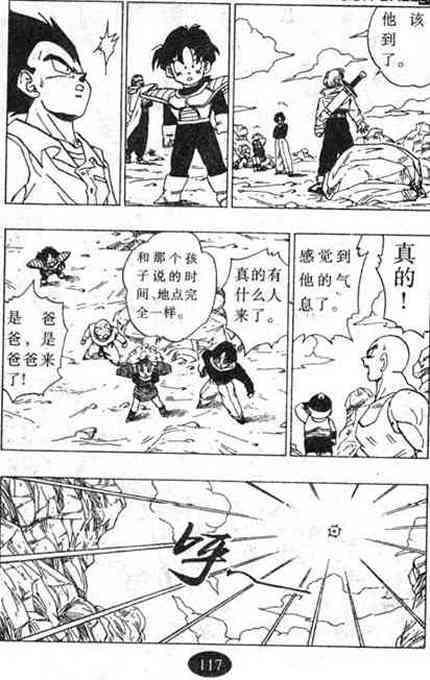 该
他到了。
真的！
感觉到
他的气
息了。
真的有
什么人
来了。
和那个孩
子说的时
间、地点完
全一样。
是爸
爸，是
爸爸来
了！
呼～
117